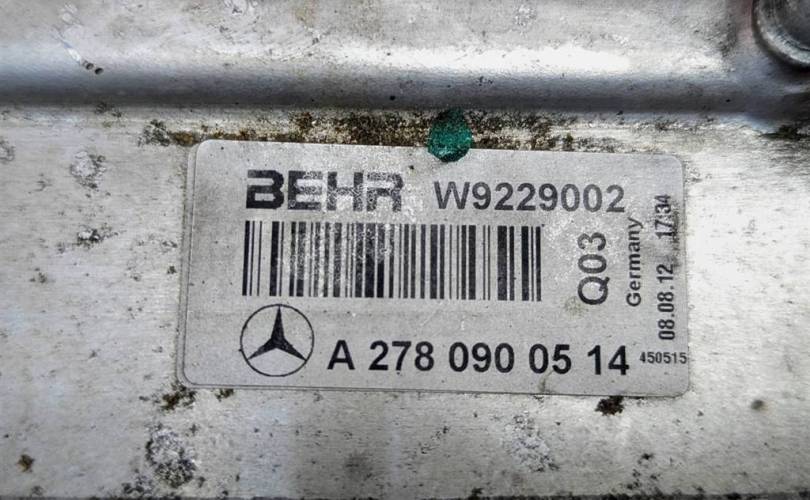 BEHR W9229002
Q03
Germany
08.08.12 17:34
A 278 090 05 14
450515